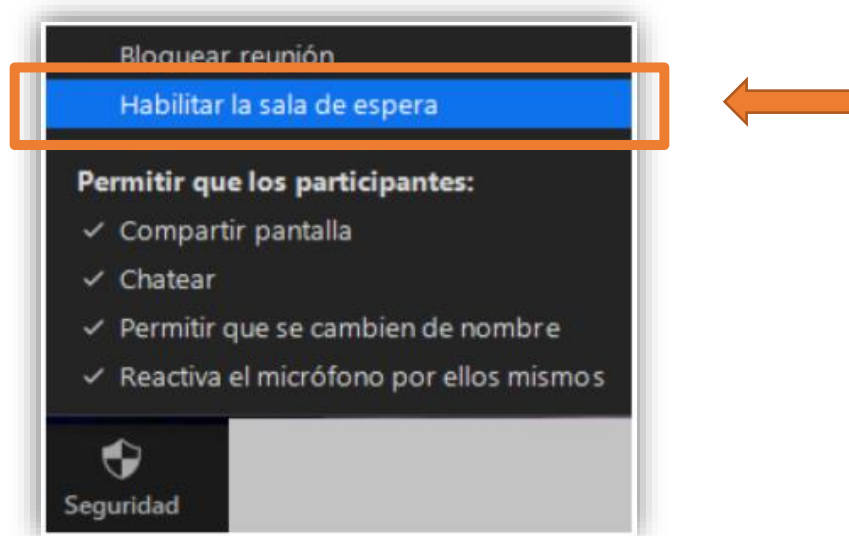 Bloquear reunión
Habilitar la sala de espera
Permitir que los participantes:
Compartir pantalla
Chatear
Permitir que se cambien de nombre
Reactiva el micrófono por ellos mismos
Seguridad